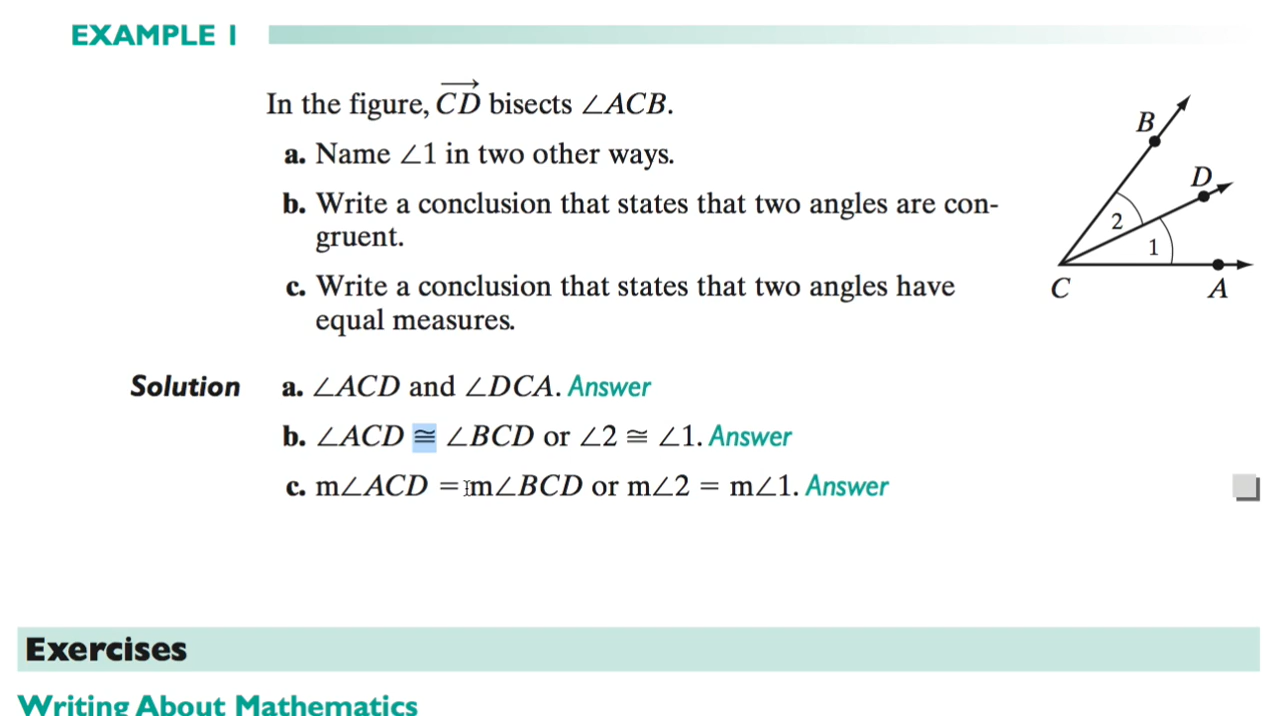 EXAMPLE 1
In the figure, CD bisects ∠ACB.
a. Name ∠1 in two other ways.
b. Write a conclusion that states that two angles are con-
gruent.
c. Write a conclusion that states that two angles have
equal measures.
B
D
2
1
C
A
Solution a. ∠ACD and ∠DCA. Answer
b. ∠ACD ≅ ∠BCD or ∠2 ≅ ∠1. Answer
c. m∠ACD = m∠BCD or m∠2 = m∠1. Answer
Exercises
Writing About Mathematics